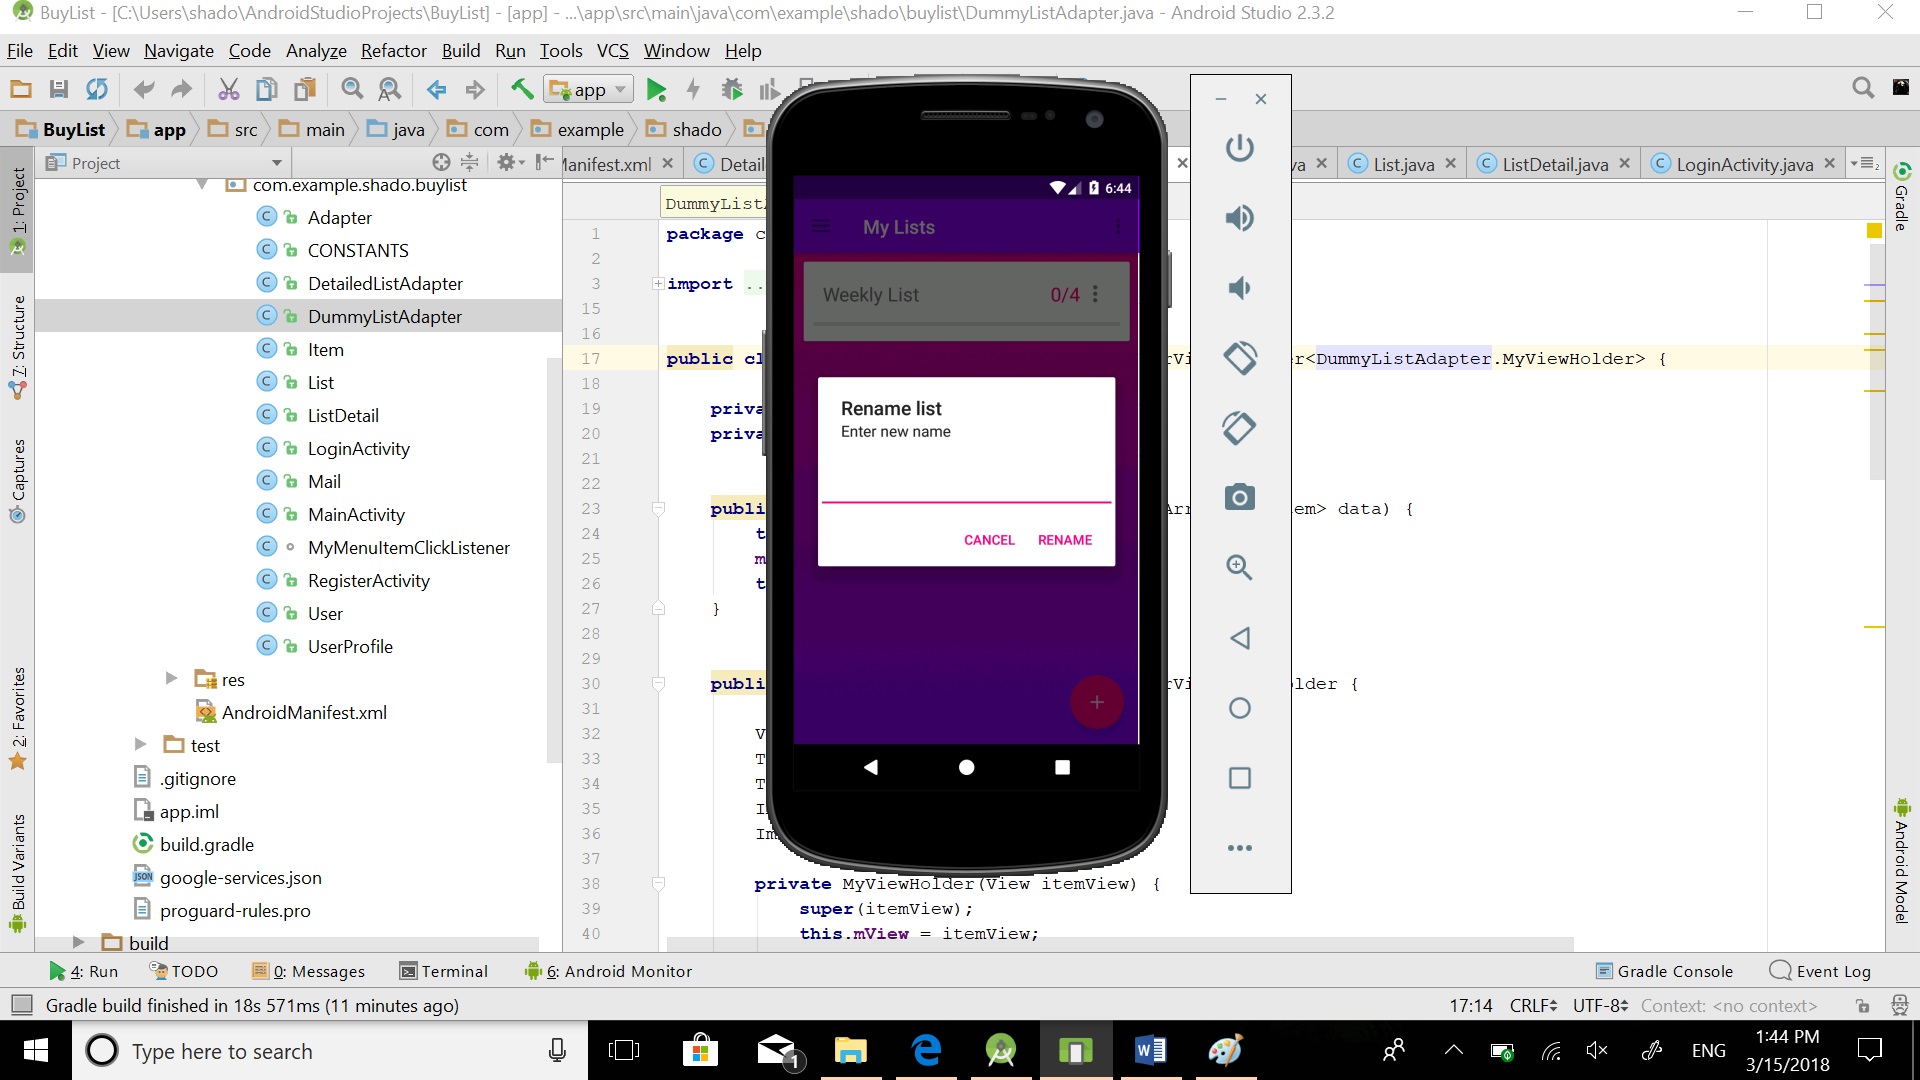 BuyList - [C:\Users\shado\AndroidStudioProjects\BuyList] - [app] - ...\app\src\main\java\com\example\shado\buylist\DummyListAdapter.java - Android Studio 2.3.2
File Edit View Navigate Code Analyze Refactor Build Run Tools VCS Window Help
app
BuyList app src main java com example shado
Project
Manifest.xml Detail List.java ListDetail.java LoginActivity.java
1: Project
7: Structure
Captures
2: Favorites
Build Variants
com.example.shado.buylist
Adapter
CONSTANTS
DetailedListAdapter
DummyListAdapter
Item
List
ListDetail
LoginActivity
Mail
MainActivity
MyMenuItemClickListener
RegisterActivity
User
UserProfile
res
AndroidManifest.xml
test
.gitignore
app.iml
build.gradle
google-services.json
JSON
proguard-rules.pro
build
DummyListA
1 package c
2
3 import ..
15
16
17 public cl DummyListAdapter.MyViewHolder> {
18
19 priva
20 priva
21
22
23 publi em> data) {
24 t
25 m
26 t
27 }
28
29
30 publi lder {
31
32 V
33 T
34 T
35 I
36 Im
37
38 private MyViewHolder(View itemView) {
39 super(itemView);
40 this.mView = itemView;
6:44
My Lists
Weekly List 0/4
Rename list
Enter new name
CANCEL RENAME
Gradle
Android Model
4: Run TODO 0: Messages Terminal 6: Android Monitor Gradle Console Event Log
Gradle build finished in 18s 571ms (11 minutes ago) 17:14 CRLF UTF-8 Context: <no context>
Type here to search
1
ENG
1:44 PM
3/15/2018